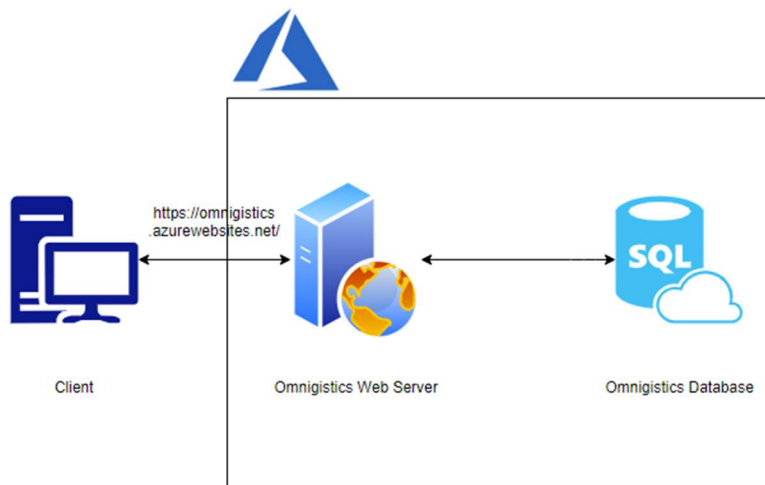 https://omnigistics
.azurewebsites.net/
SQL
Client
Omnigistics Web Server
Omnigistics Database